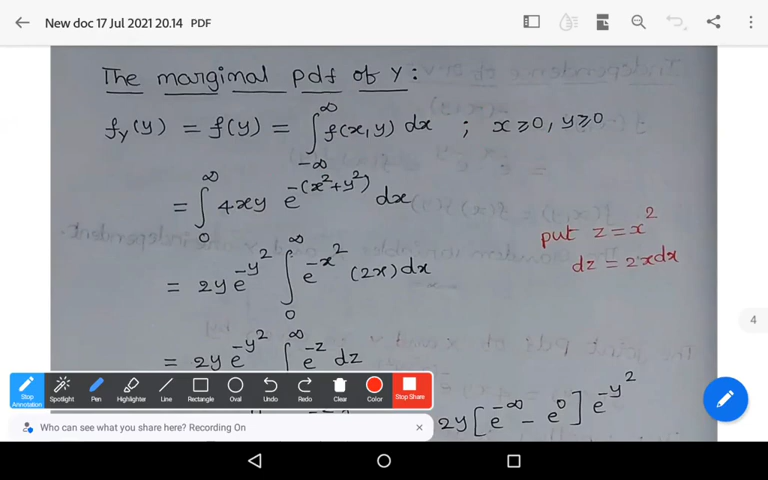 New doc 17 Jul 2021 20.14 PDF
The marginal pdf of Y:
f_Y(y) = f(y) = ∫_{-∞}^{∞} f(x,y) dx ; x ≥ 0, y ≥ 0
= ∫_0^∞ 4xy e^{-(x²+y²)} dx
put z = x²
dz = 2xdx
= 2y e^{-y²} ∫_0^∞ e^{-x²} (2x) dx
= 2y e^{-y²} ∫^∞ e^{-z} dz
4
Stop Annotation Spotlight Pen Highlighter Line Rectangle Oval Undo Redo Clear Color Stop Share
2y [e^{-∞} - e^0] e^{-y²}
Who can see what you share here? Recording On